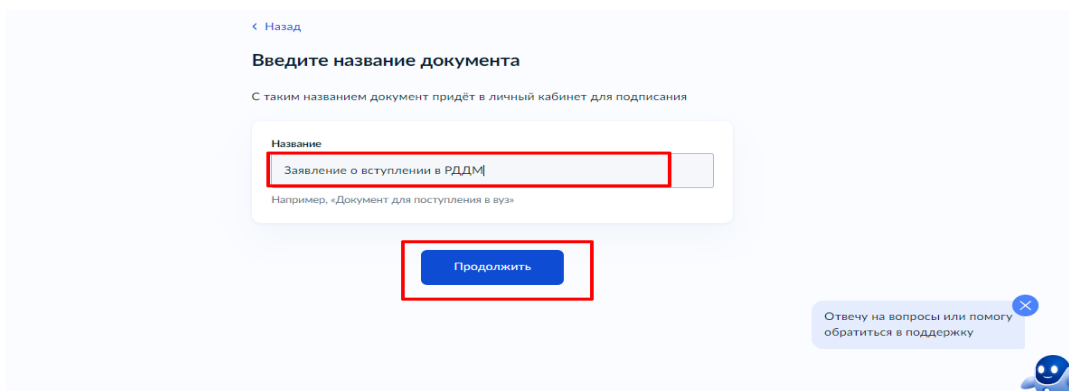 Назад
Введите название документа
С таким названием документ придёт в личный кабинет для подписания
Название
Заявление о вступлении в РДДМ
Например, «Документ для поступления в вуз»
Продолжить
Отвечу на вопросы или помогу
обратиться в поддержку